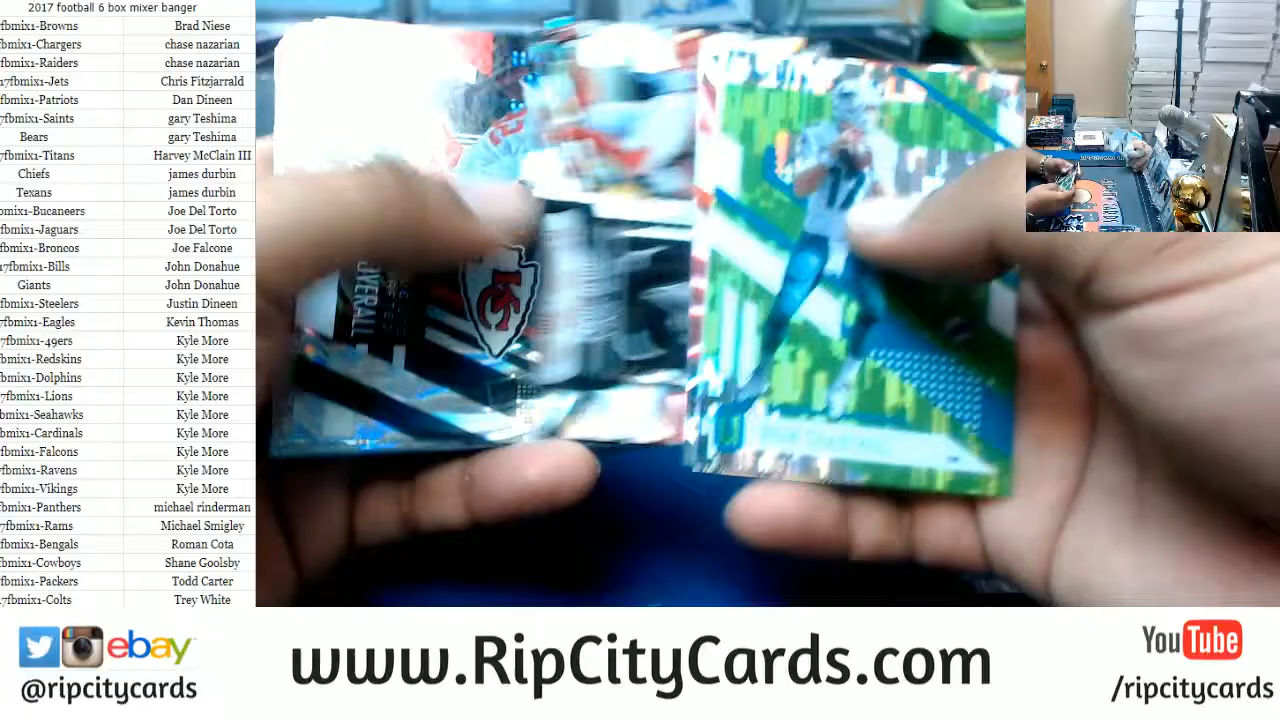 2017 football 6 box mixer banger
fbmix1-Browns Brad Niese
fbmix1-Chargers chase nazarian
fbmix1-Raiders chase nazarian
17fbmix1-Jets Chris Fitzjarrald
fbmix1-Patriots Dan Dineen
7fbmix1-Saints gary Teshima
Bears gary Teshima
7fbmix1-Titans Harvey McClain III
Chiefs james durbin
Texans james durbin
bmix1-Bucaneers Joe Del Torto
fbmix1-Jaguars Joe Del Torto
fbmix1-Broncos Joe Falcone
17fbmix1-Bills John Donahue
Giants John Donahue
fbmix1-Steelers Justin Dineen
7fbmix1-Eagles Kevin Thomas
7fbmix1-49ers Kyle More
fbmix1-Redskins Kyle More
fbmix1-Dolphins Kyle More
7fbmix1-Lions Kyle More
bmix1-Seahawks Kyle More
fbmix1-Cardinals Kyle More
7fbmix1-Falcons Kyle More
7fbmix1-Ravens Kyle More
7fbmix1-Vikings Kyle More
fbmix1-Panthers michael rinderman
7fbmix1-Rams Michael Smigley
fbmix1-Bengals Roman Cota
fbmix1-Cowboys Shane Goolsby
fbmix1-Packers Todd Carter
7fbmix1-Colts Trey White
KC
17
ebay
@ripcitycards
www.RipCityCards.com
YouTube
/ripcitycards